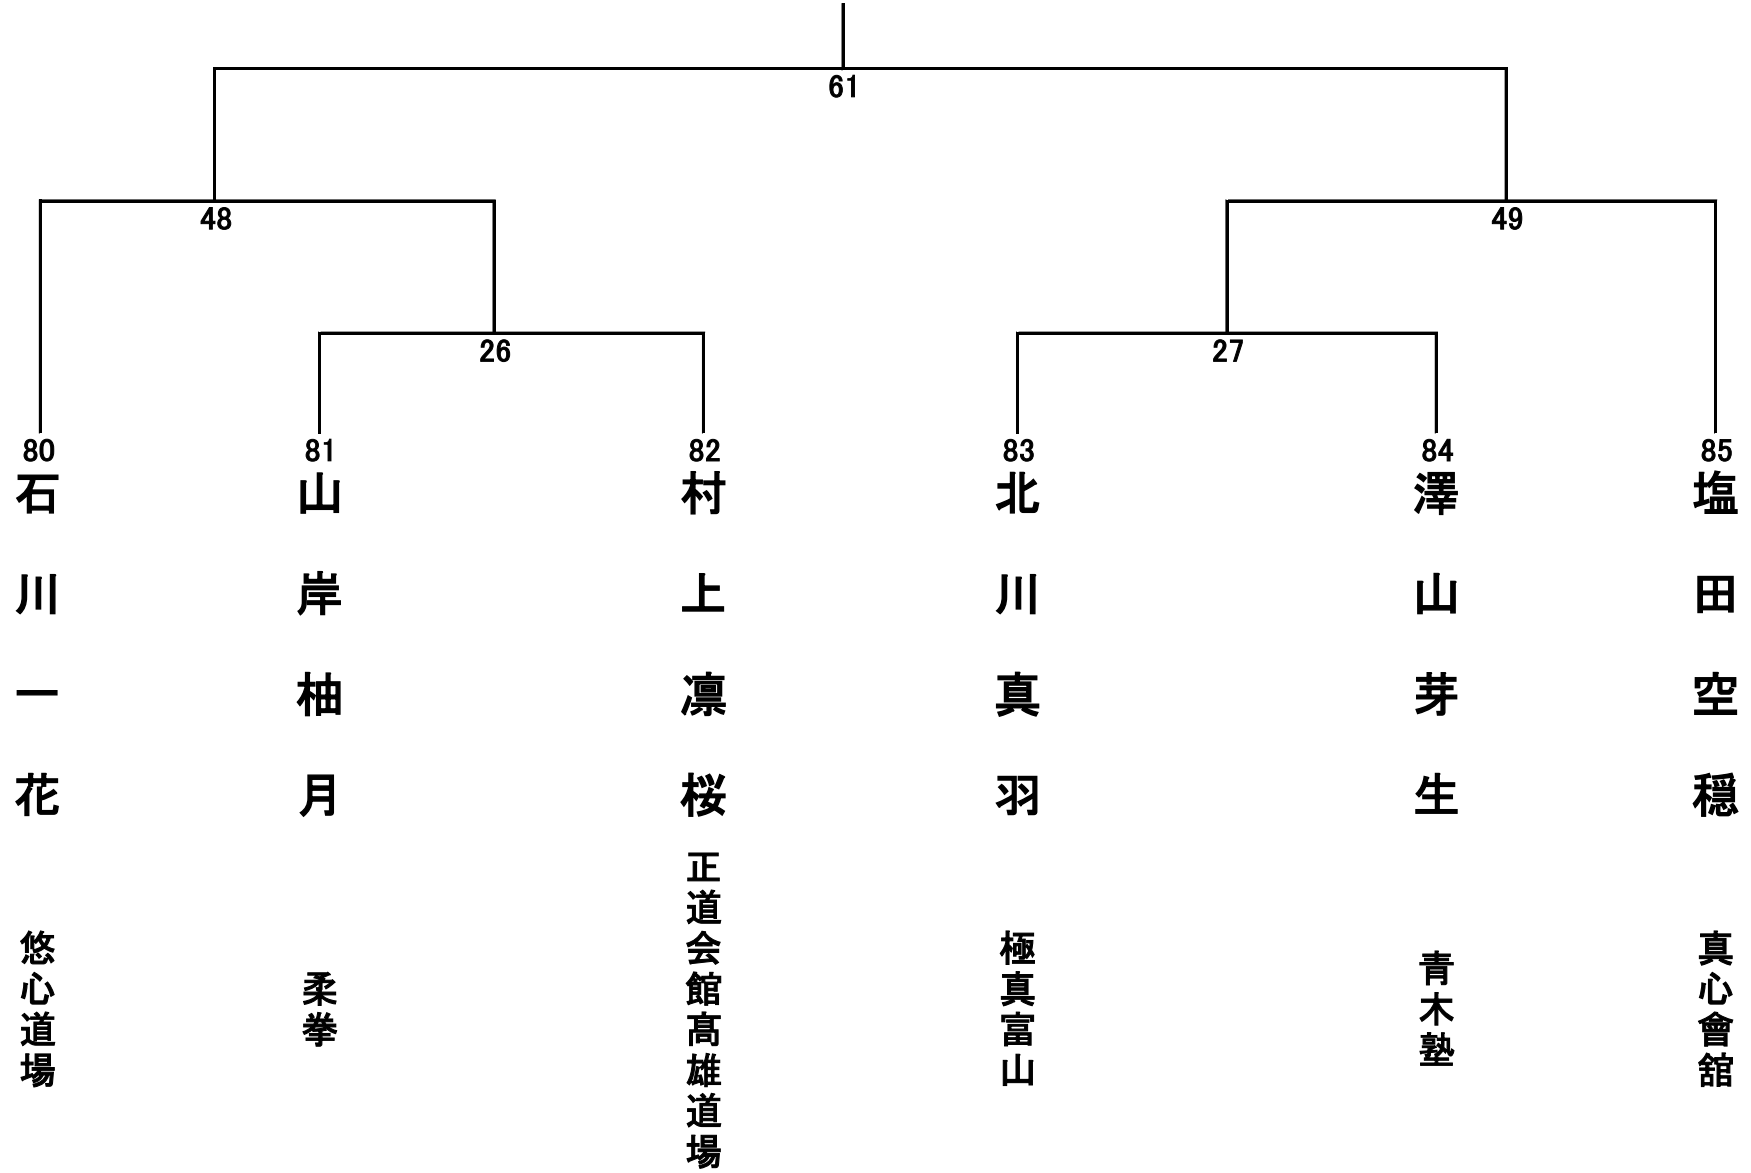 61
48
49
26
27
80
81
82
83
84
85
石川一花
山岸柚月
村上凛桜
北川真羽
澤山芽生
塩田空穏
悠心道場
柔拳
正道会館髙雄道場
極真富山
青木塾
真心會舘